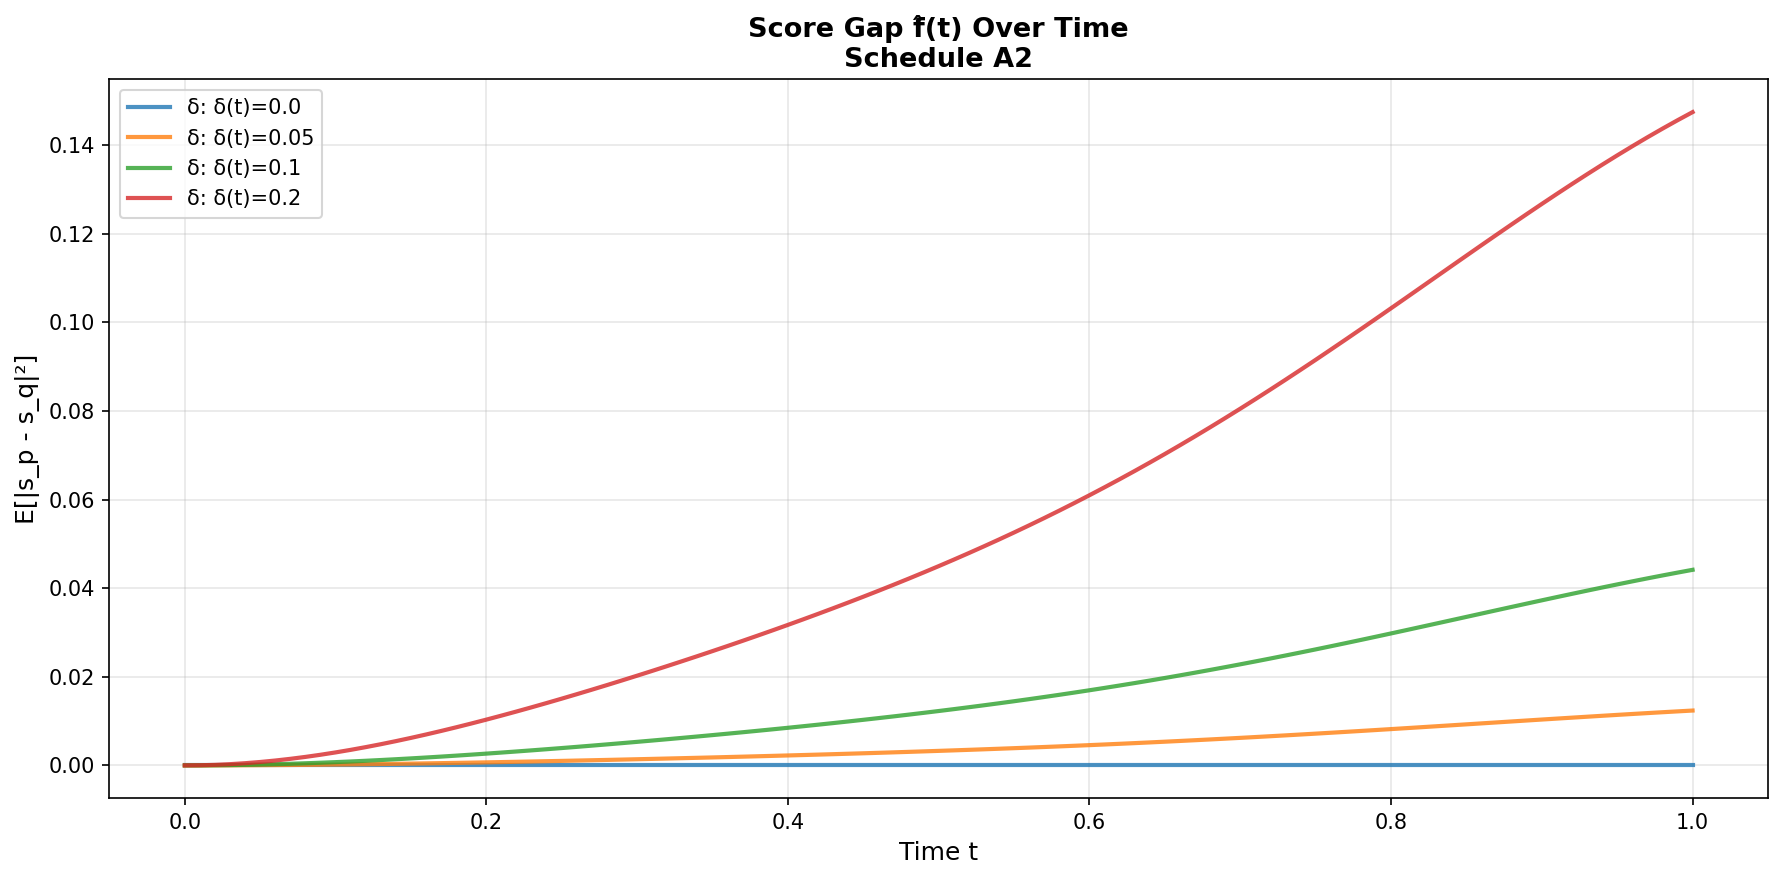 Score Gap f̂(t) Over Time
Schedule A2
δ: δ(t)=0.0
δ: δ(t)=0.05
δ: δ(t)=0.1
δ: δ(t)=0.2
E[|s_p - s_q|²]
0.14
0.12
0.10
0.08
0.06
0.04
0.02
0.00
0.0 0.2 0.4 0.6 0.8 1.0
Time t